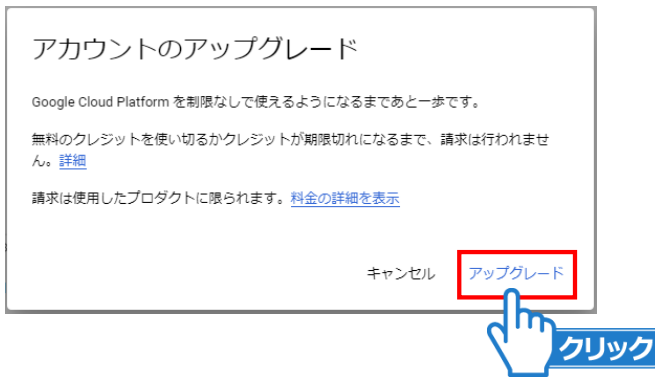 アカウントのアップグレード
Google Cloud Platform を制限なしで使えるようになるまであと一歩です。
無料のクレジットを使い切るかクレジットが期限切れになるまで、請求は行われませ
ん。詳細
請求は使用したプロダクトに限られます。料金の詳細を表示
キャンセル アップグレード
クリック